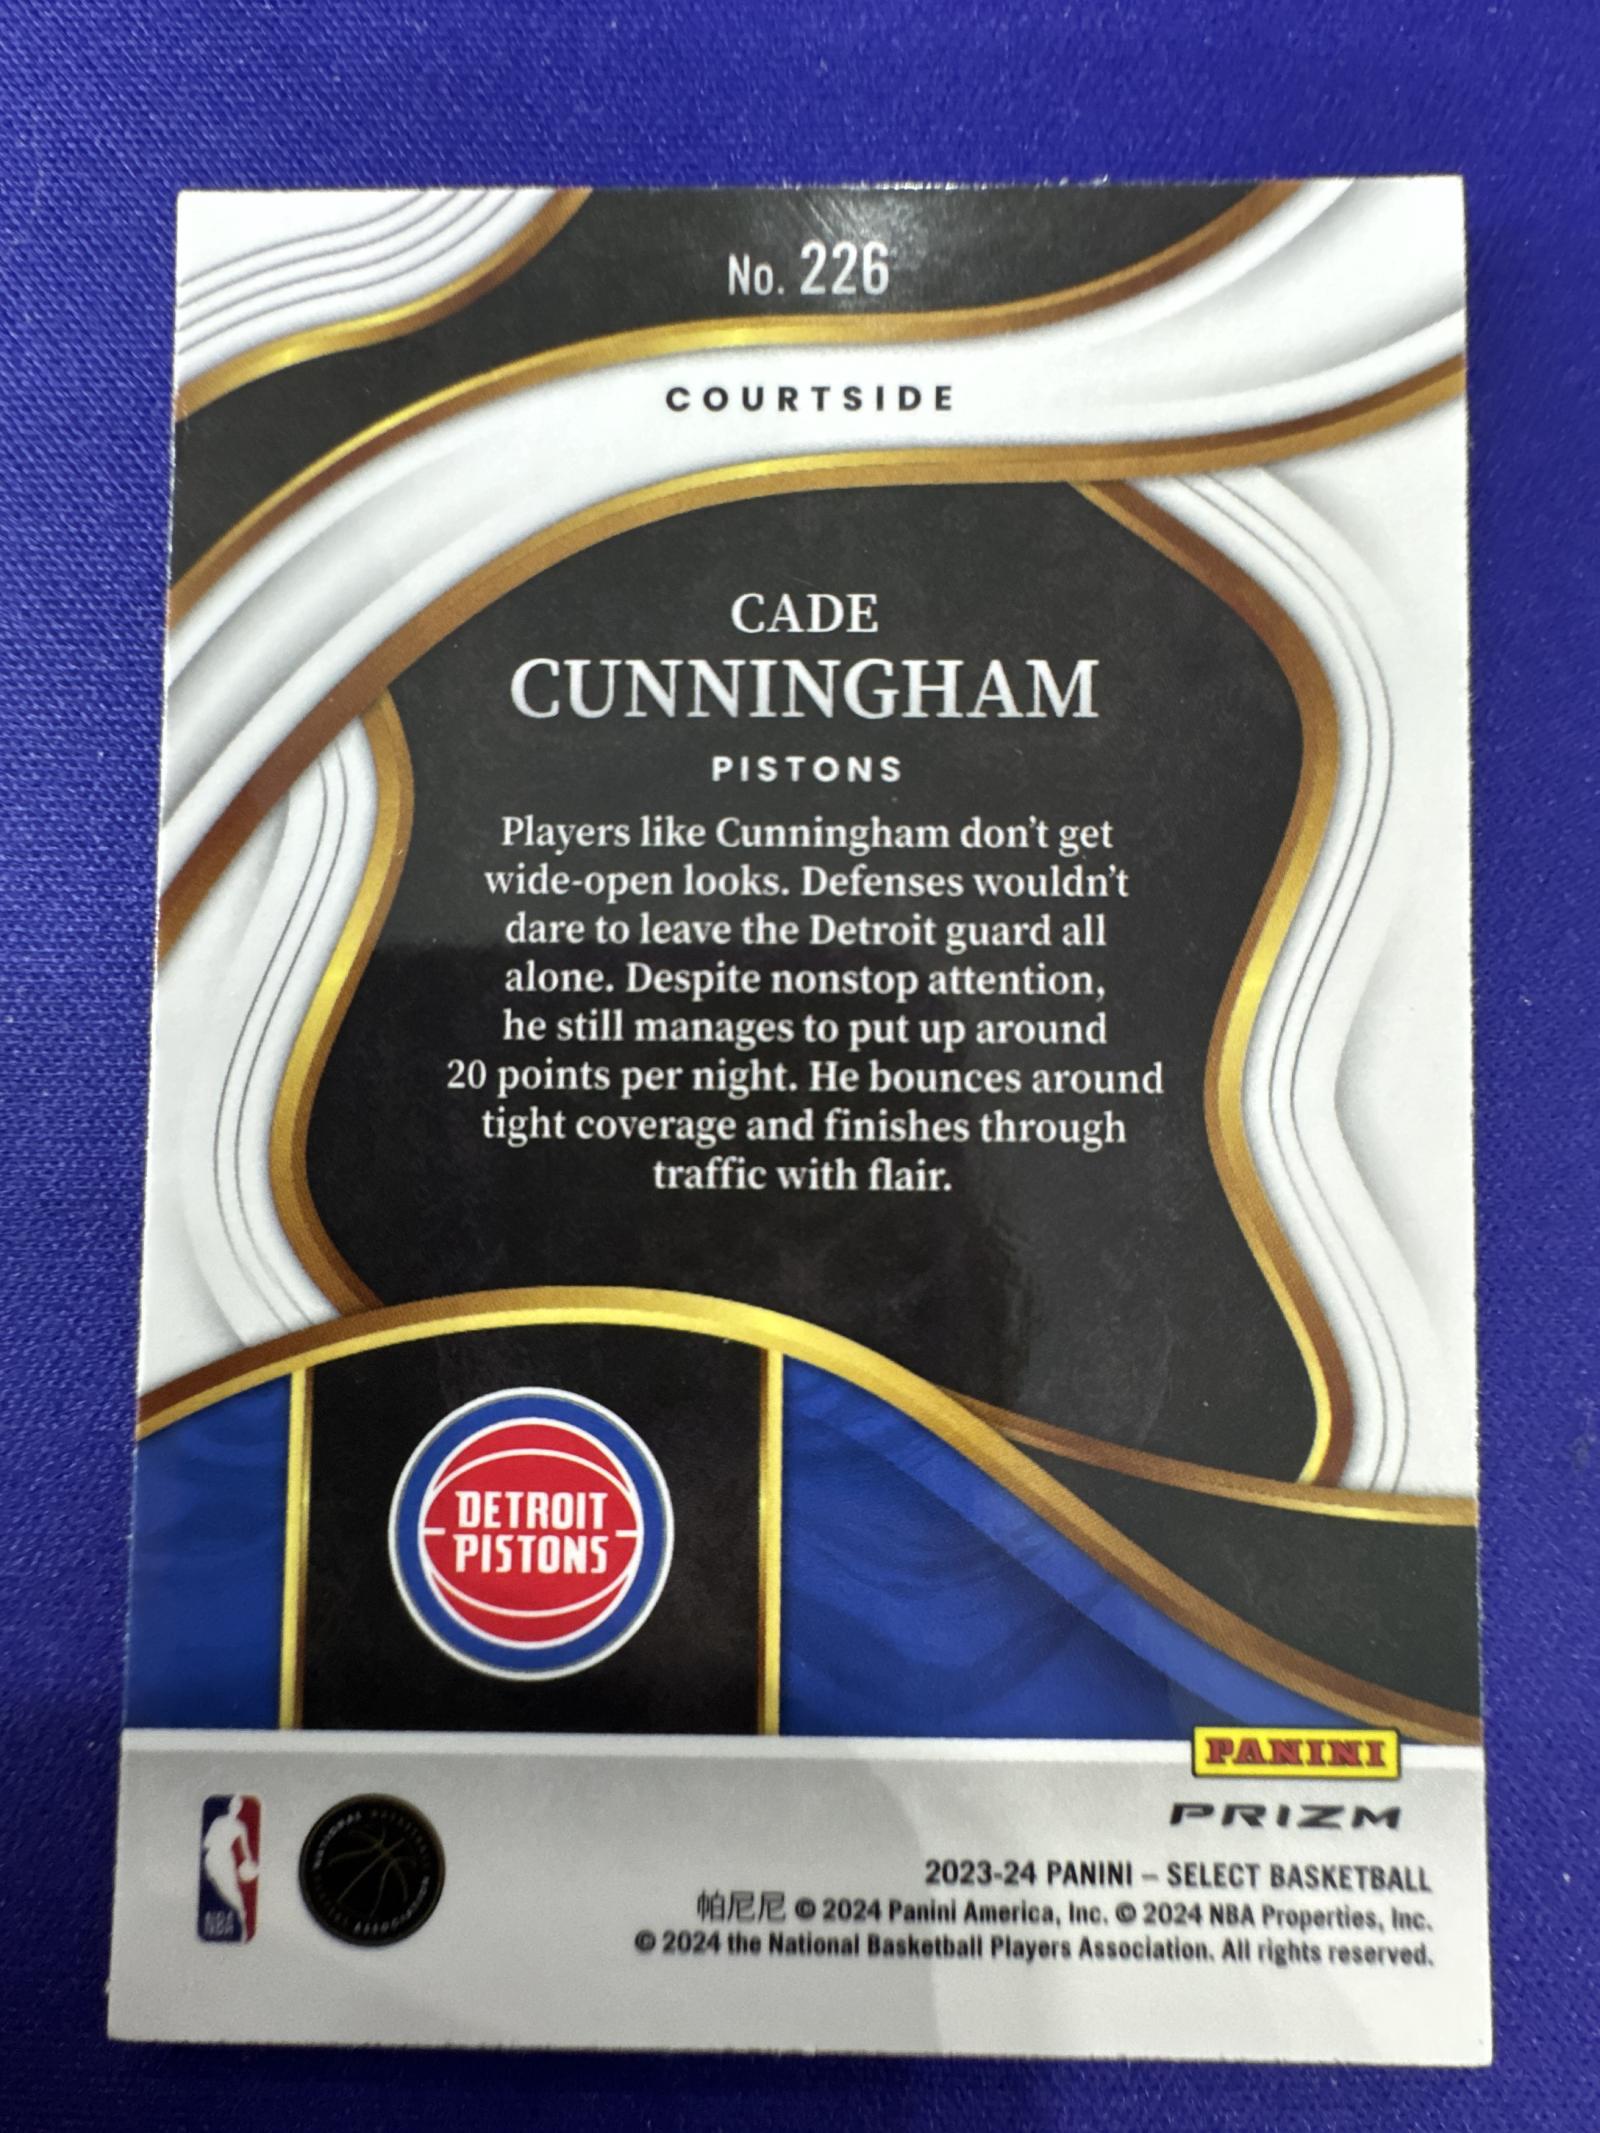 No. 226
COURTSIDE
CADE
CUNNINGHAM
PISTONS
Players like Cunningham don't get
wide-open looks. Defenses wouldn't
dare to leave the Detroit guard all
alone. Despite nonstop attention,
he still manages to put up around
20 points per night. He bounces around
tight coverage and finishes through
traffic with flair.
DETROIT
PISTONS
PANINI
PRIZM
NBA
2023-24 PANINI – SELECT BASKETBALL
帕尼尼 © 2024 Panini America, Inc. © 2024 NBA Properties, Inc.
© 2024 the National Basketball Players Association. All rights reserved.